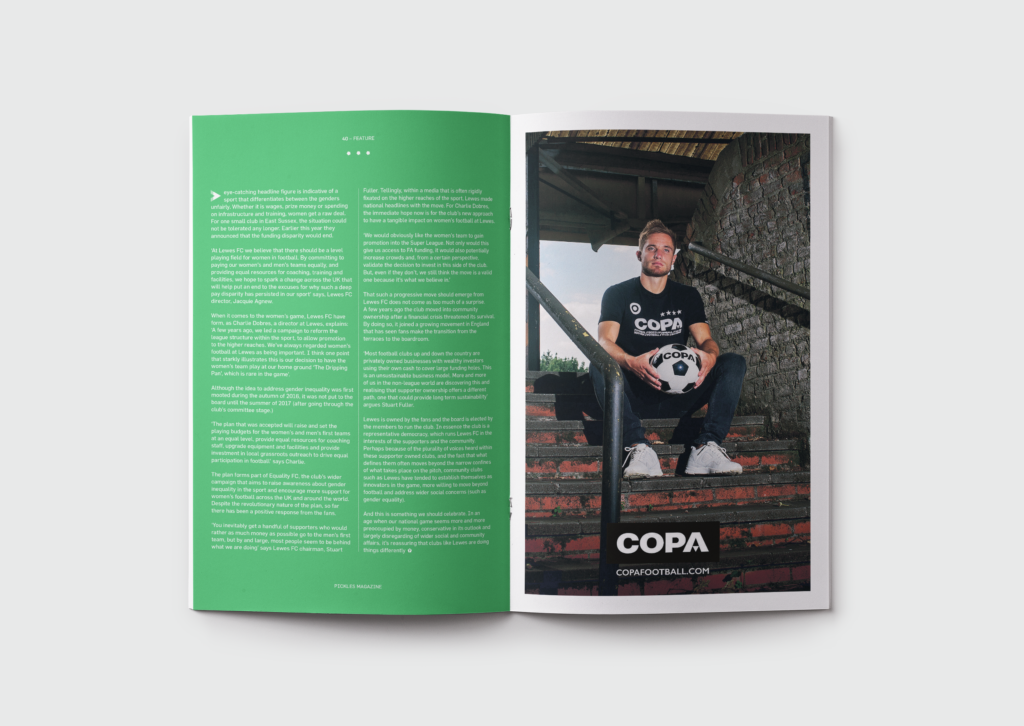 40 – FEATURE
eye-catching headline figure is indicative of a
sport that differentiates between the genders
unfairly. Whether it is wages, prize money or spending
on infrastructure and training, women get a raw deal.
For one small club in East Sussex, the situation could
not be tolerated any longer. Earlier this year they
announced that the funding disparity would end.
'At Lewes FC we believe that there should be a level
playing field for women in football. By committing to
paying our women's and men's teams equally, and
providing equal resources for coaching, training and
facilities, we hope to spark a change across the UK that
will help put an end to the excuses for why such a deep
pay disparity has persisted in our sport' says, Lewes FC
director, Jacquie Agnew.
When it comes to the women's game, Lewes FC have
form, as Charlie Dobres, a director at Lewes, explains
'A few years ago, we led a campaign to reform the
league structure within the sport, to allow promotion
to the higher reaches. We've always regarded women's
football at Lewes as being important. I think one point
that starkly illustrates this is our decision to have the
women's team play at our home ground 'The Dripping
Pan', which is rare in the game'.
Although the idea to address gender inequality was first
mooted during the autumn of 2016, it was not put to the
board until the summer of 2017 (after going through the
club's committee stage.)
'The plan that was accepted will raise and set the
playing budgets for the women's and men's first teams
at an equal level, provide equal resources for coaching
staff, upgrade equipment and facilities and provide
investment in local grassroots outreach to drive equal
participation in football' says Charlie.
The plan forms part of Equality FC, the club's wider
campaign that aims to raise awareness about gender
inequality in the sport and encourage more support for
women's football across the UK and around the world.
Despite the revolutionary nature of the plan, so far
there has been a positive response from the fans.
'You inevitably get a handful of supporters who would
rather as much money as possible go to the men's first
team, but by and large, most people seem to be behind
what we are doing' says Lewes FC chairman, Stuart
Fuller. Tellingly, within a media that is often rigidly
fixated on the higher reaches of the sport, Lewes made
national headlines with the move. For Charlie Dobres,
the immediate hope now is for the club's new approach
to have a tangible impact on women's football at Lewes.
'We would obviously like the women's team to gain
promotion into the Super League. Not only would this
give us access to FA funding, it would also potentially
increase crowds and, from a certain perspective,
validate the decision to invest in this side of the club.
But, even if they don't, we still think the move is a valid
one because it's what we believe in.'
That such a progressive move should emerge from
Lewes FC does not come as too much of a surprise.
A few years ago the club moved into community
ownership after a financial crisis threatened its survival.
By doing so, it joined a growing movement in England
that has seen fans make the transition from the
terraces to the boardroom.
'Most football clubs up and down the country are
privately owned businesses with wealthy investors
using their own cash to cover large funding holes. This
is an unsustainable business model. More and more
of us in the non-league world are discovering this and
realising that supporter ownership offers a different
path, one that could provide long term sustainability'
argues Stuart Fuller.
Lewes is owned by the fans and the board is elected by
the members to run the club. In essence the club is a
representative democracy, which runs Lewes FC in the
interests of the supporters and the community.
Perhaps because of the plurality of voices heard within
these supporter owned clubs, and the fact that what
defines them often moves beyond the narrow confines
of what takes place on the pitch, community clubs
such as Lewes have tended to establish themselves as
innovators in the game, more willing to move beyond
football and address wider social concerns (such as
gender equality).
And this is something we should celebrate. In an
age when our national game seems more and more
preoccupied by money, conservative in its outlook and
largely disregarding of wider social and community
affairs, it's reassuring that clubs like Lewes are doing
things differently.
PICKLES MAGAZINE
COPA
COPA
COPA
COPAFOOTBALL.COM